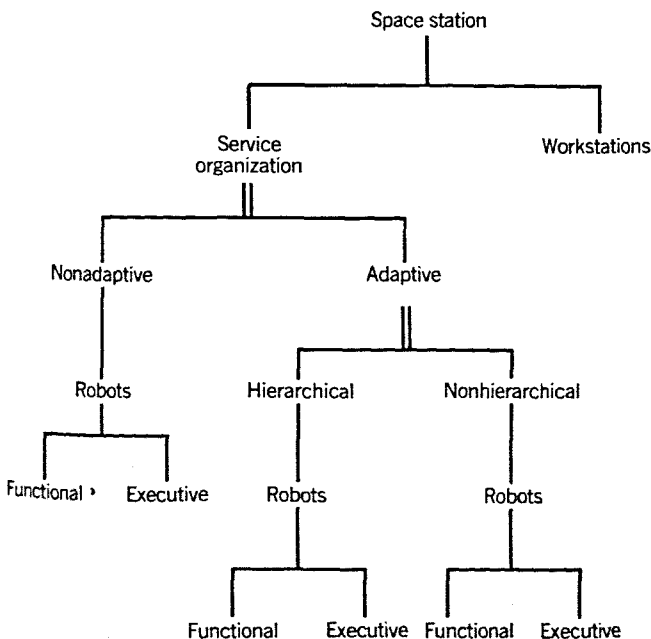 Space station
Service
organization
Workstations
Nonadaptive
Adaptive
Robots
Hierarchical
Nonhierarchical
Functional
Executive
Robots
Robots
Functional
Executive
Functional
Executive